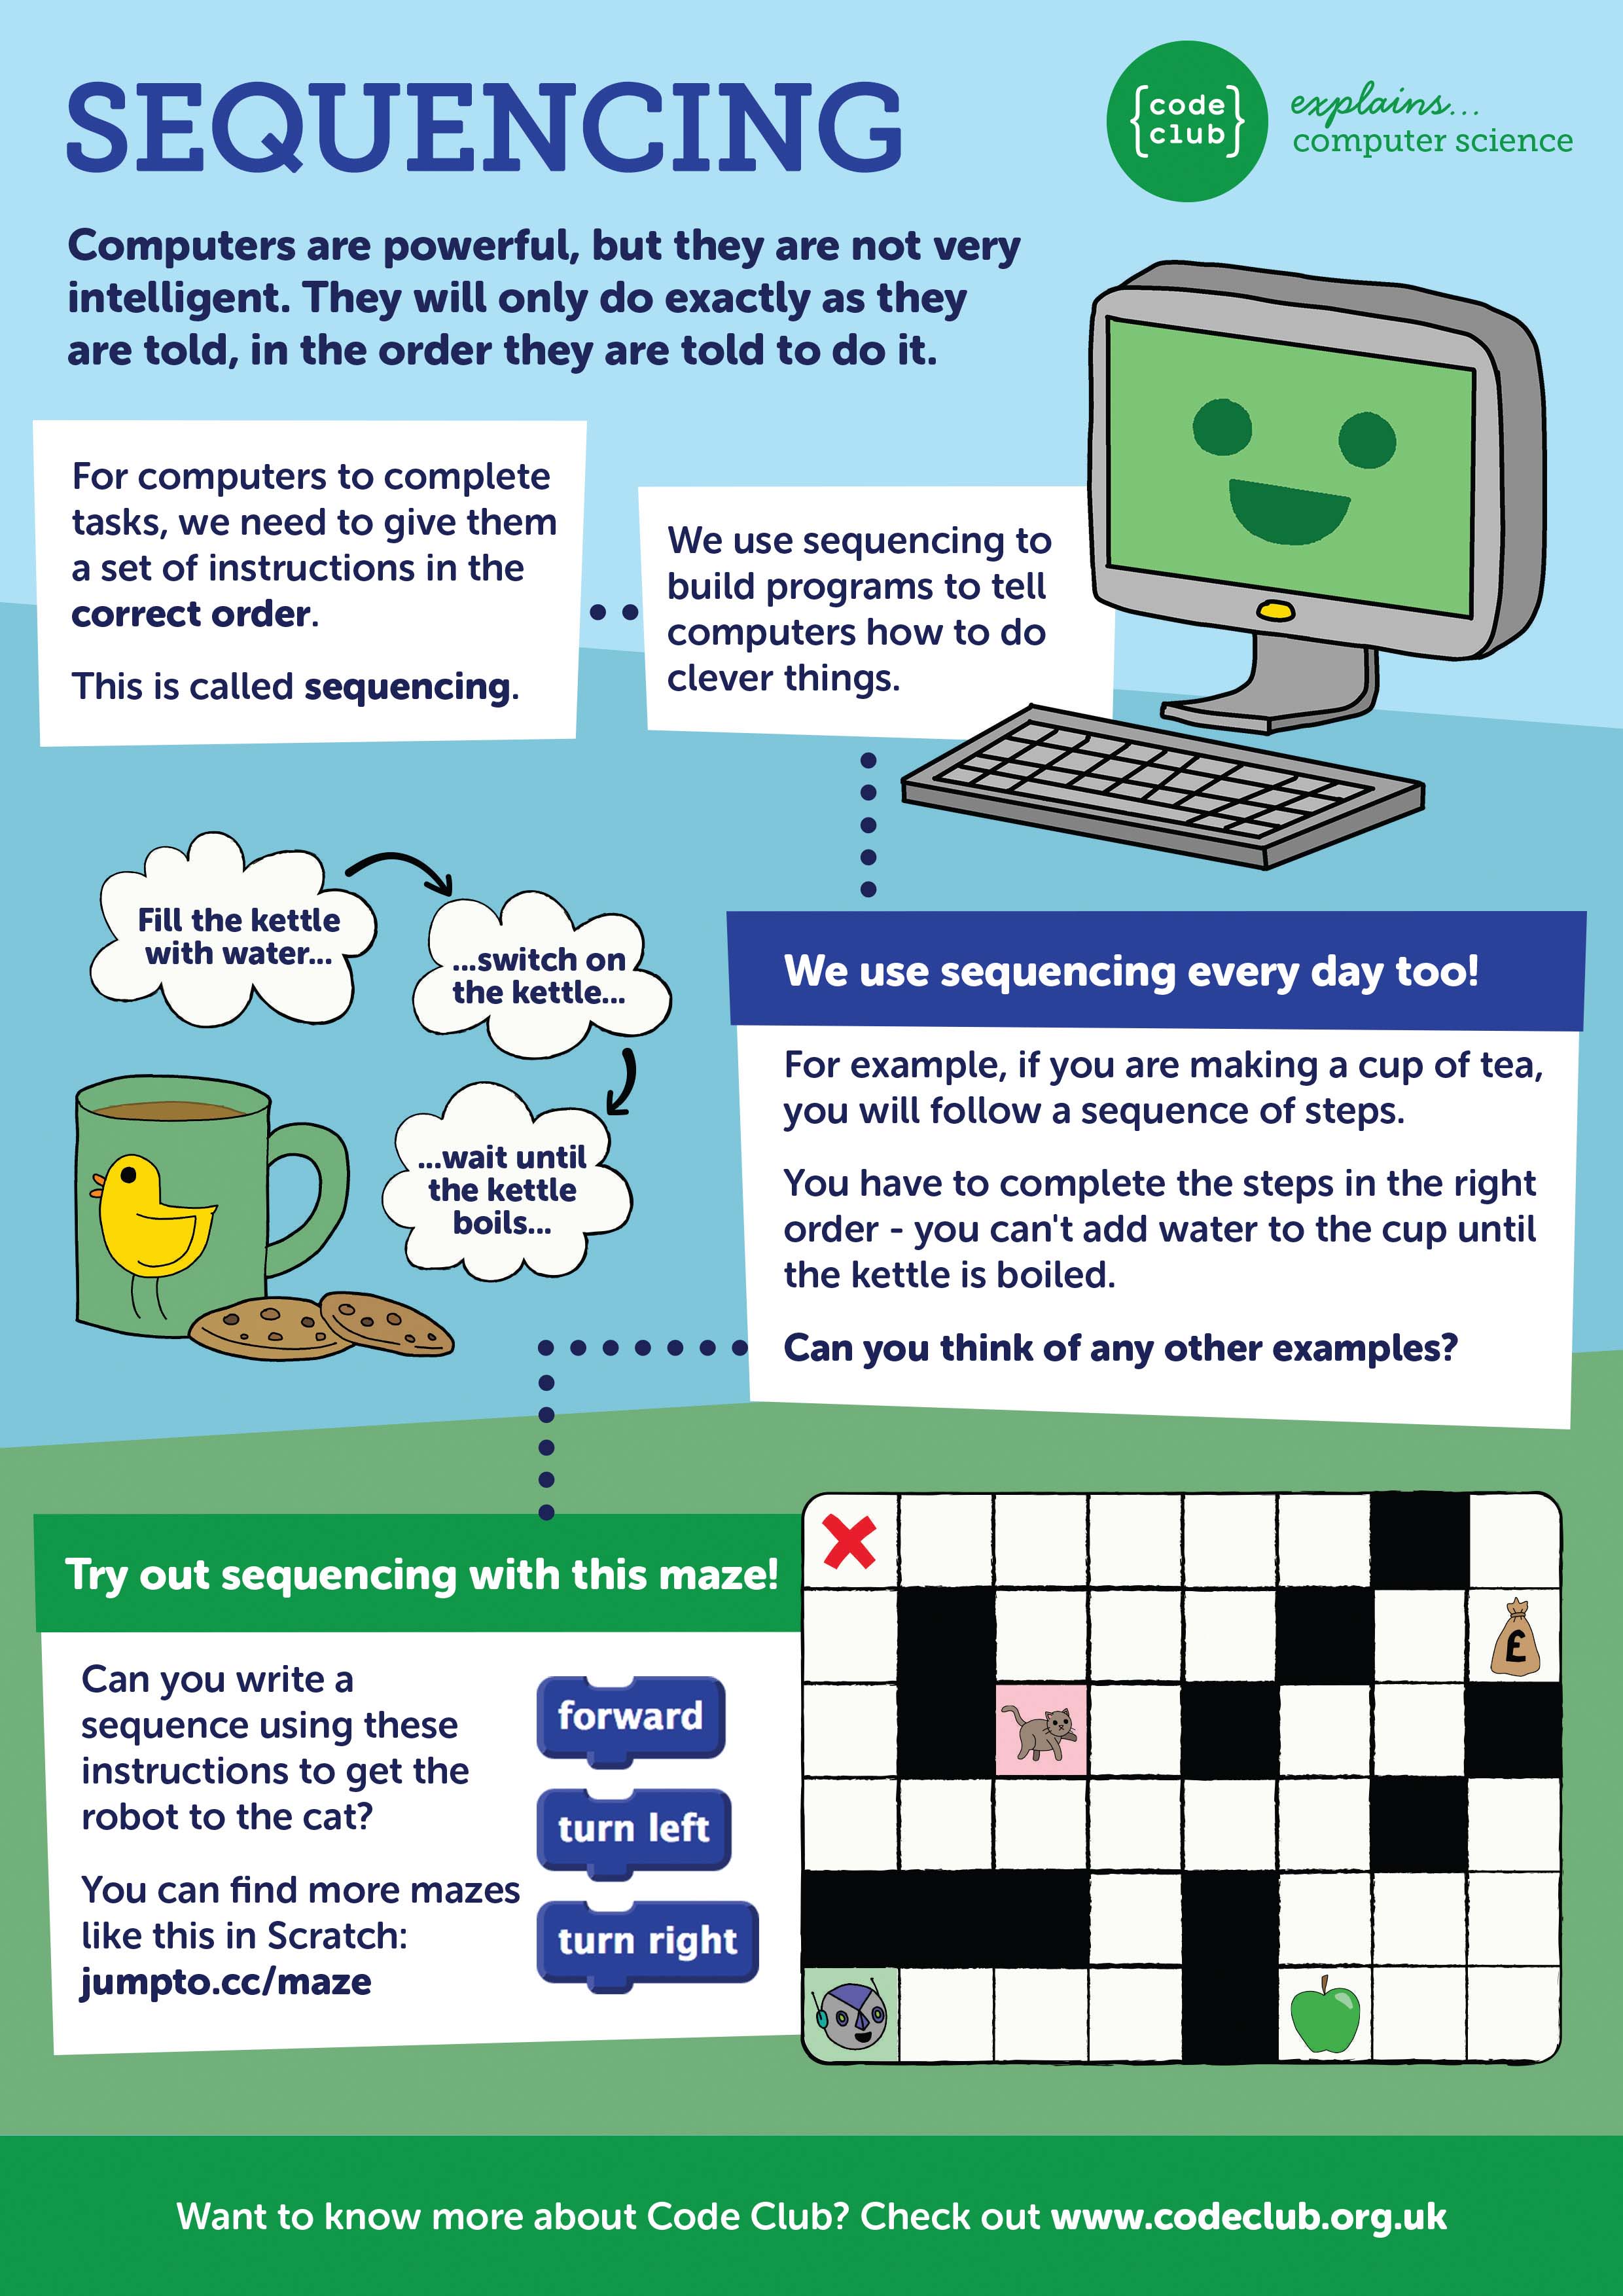 SEQUENCING
{code
club}
explains...
computer science
Computers are powerful, but they are not very
intelligent. They will only do exactly as they
are told, in the order they are told to do it.
For computers to complete
tasks, we need to give them
a set of instructions in the
correct order.
This is called sequencing.
We use sequencing to
build programs to tell
computers how to do
clever things.
Fill the kettle
with water...
...switch on
the kettle...
...wait until
the kettle
boils...
We use sequencing every day too!
For example, if you are making a cup of tea,
you will follow a sequence of steps.
You have to complete the steps in the right
order - you can't add water to the cup until
the kettle is boiled.
Can you think of any other examples?
Try out sequencing with this maze!
Can you write a
sequence using these
instructions to get the
robot to the cat?
You can find more mazes
like this in Scratch:
jumpto.cc/maze
forward
turn left
turn right
£
Want to know more about Code Club? Check out www.codeclub.org.uk